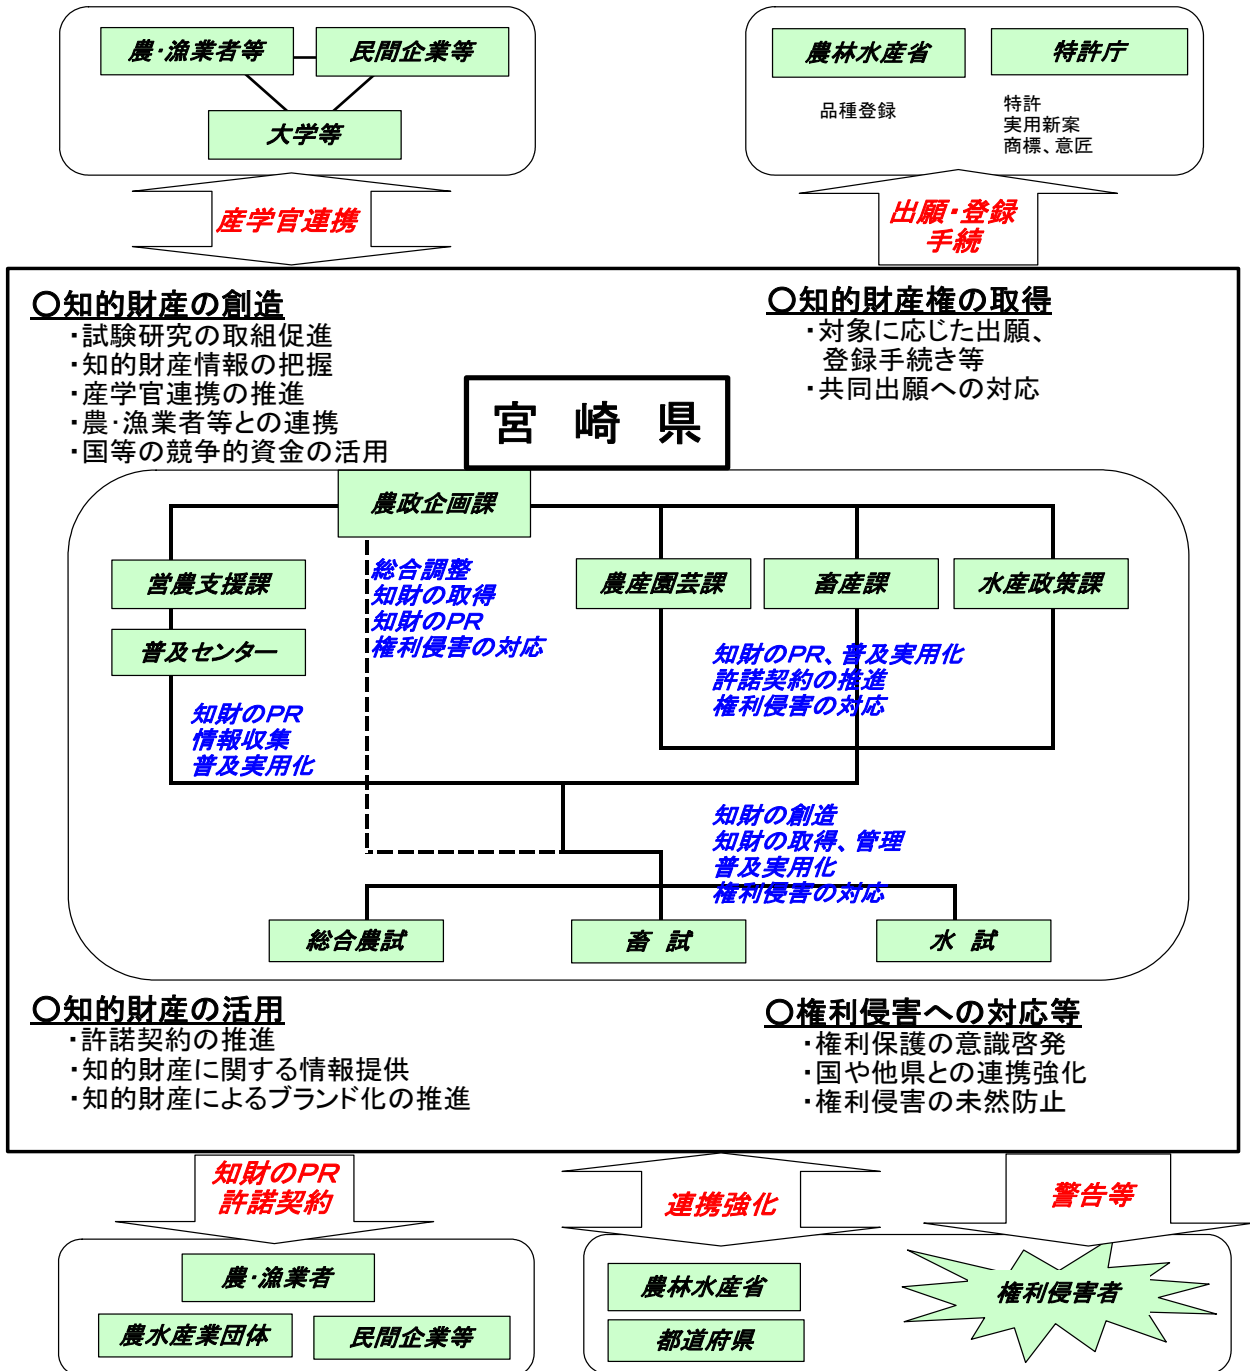 農・漁業者等
民間企業等
大学等
農林水産省
特許庁
品種登録
特許
実用新案
商標、意匠
産学官連携
出願・登録
手続
○知的財産の創造
・試験研究の取組促進
・知的財産情報の把握
・産学官連携の推進
・農・漁業者等との連携
・国等の競争的資金の活用
○知的財産権の取得
・対象に応じた出願、
登録手続き等
・共同出願への対応
宮崎県
農政企画課
営農支援課
普及センター
総合調整
知財の取得
知財のPR
権利侵害の対応
農産園芸課
畜産課
水産政策課
知財のPR、普及実用化
許諾契約の推進
権利侵害の対応
知財のPR
情報収集
普及実用化
知財の創造
知財の取得、管理
普及実用化
権利侵害の対応
総合農試
畜試
水試
○知的財産の活用
・許諾契約の推進
・知的財産に関する情報提供
・知的財産によるブランド化の推進
○権利侵害への対応等
・権利保護の意識啓発
・国や他県との連携強化
・権利侵害の未然防止
知財のPR
許諾契約
連携強化
警告等
農・漁業者
農水産業団体
民間企業等
農林水産省
都道府県
権利侵害者